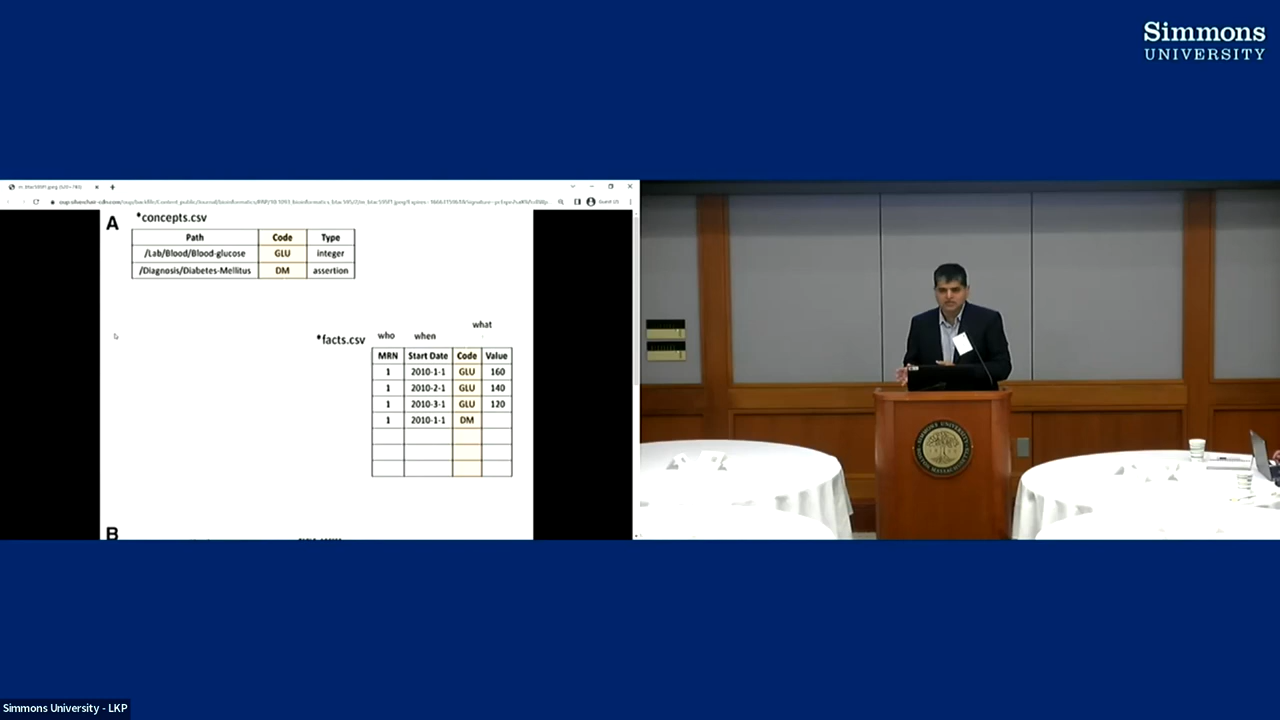 Simmons
UNIVERSITY
A
*concepts.csv
Path Code Type
/Lab/Blood/Blood-glucose GLU integer
/Diagnosis/Diabetes-Mellitus DM assertion
what
who when
*facts.csv
MRN Start Date Code Value
1 2010-1-1 GLU 160
1 2010-2-1 GLU 140
1 2010-3-1 GLU 120
1 2010-1-1 DM
B
Simmons University - LKP